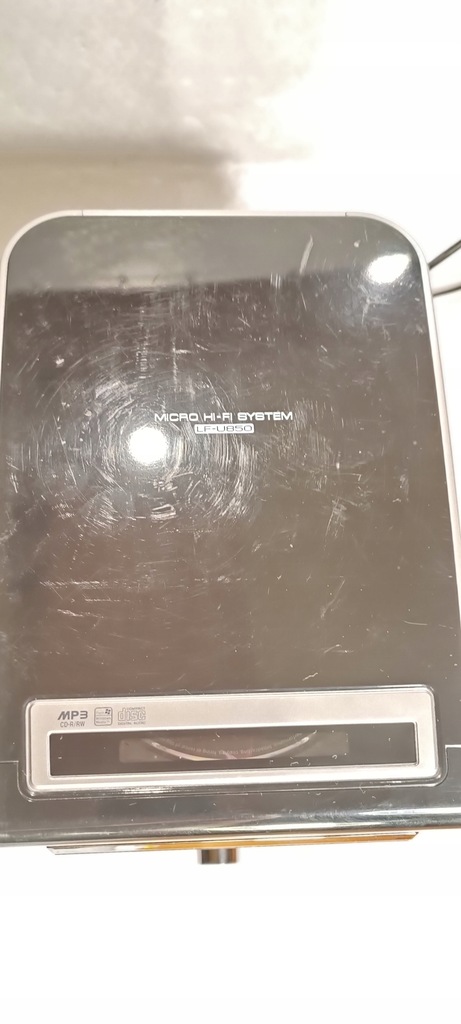 MICRO HI-FI SYSTEM
LF-U850
MP3
CD-R/RW
COMPACT
disc
DIGITAL AUDIO